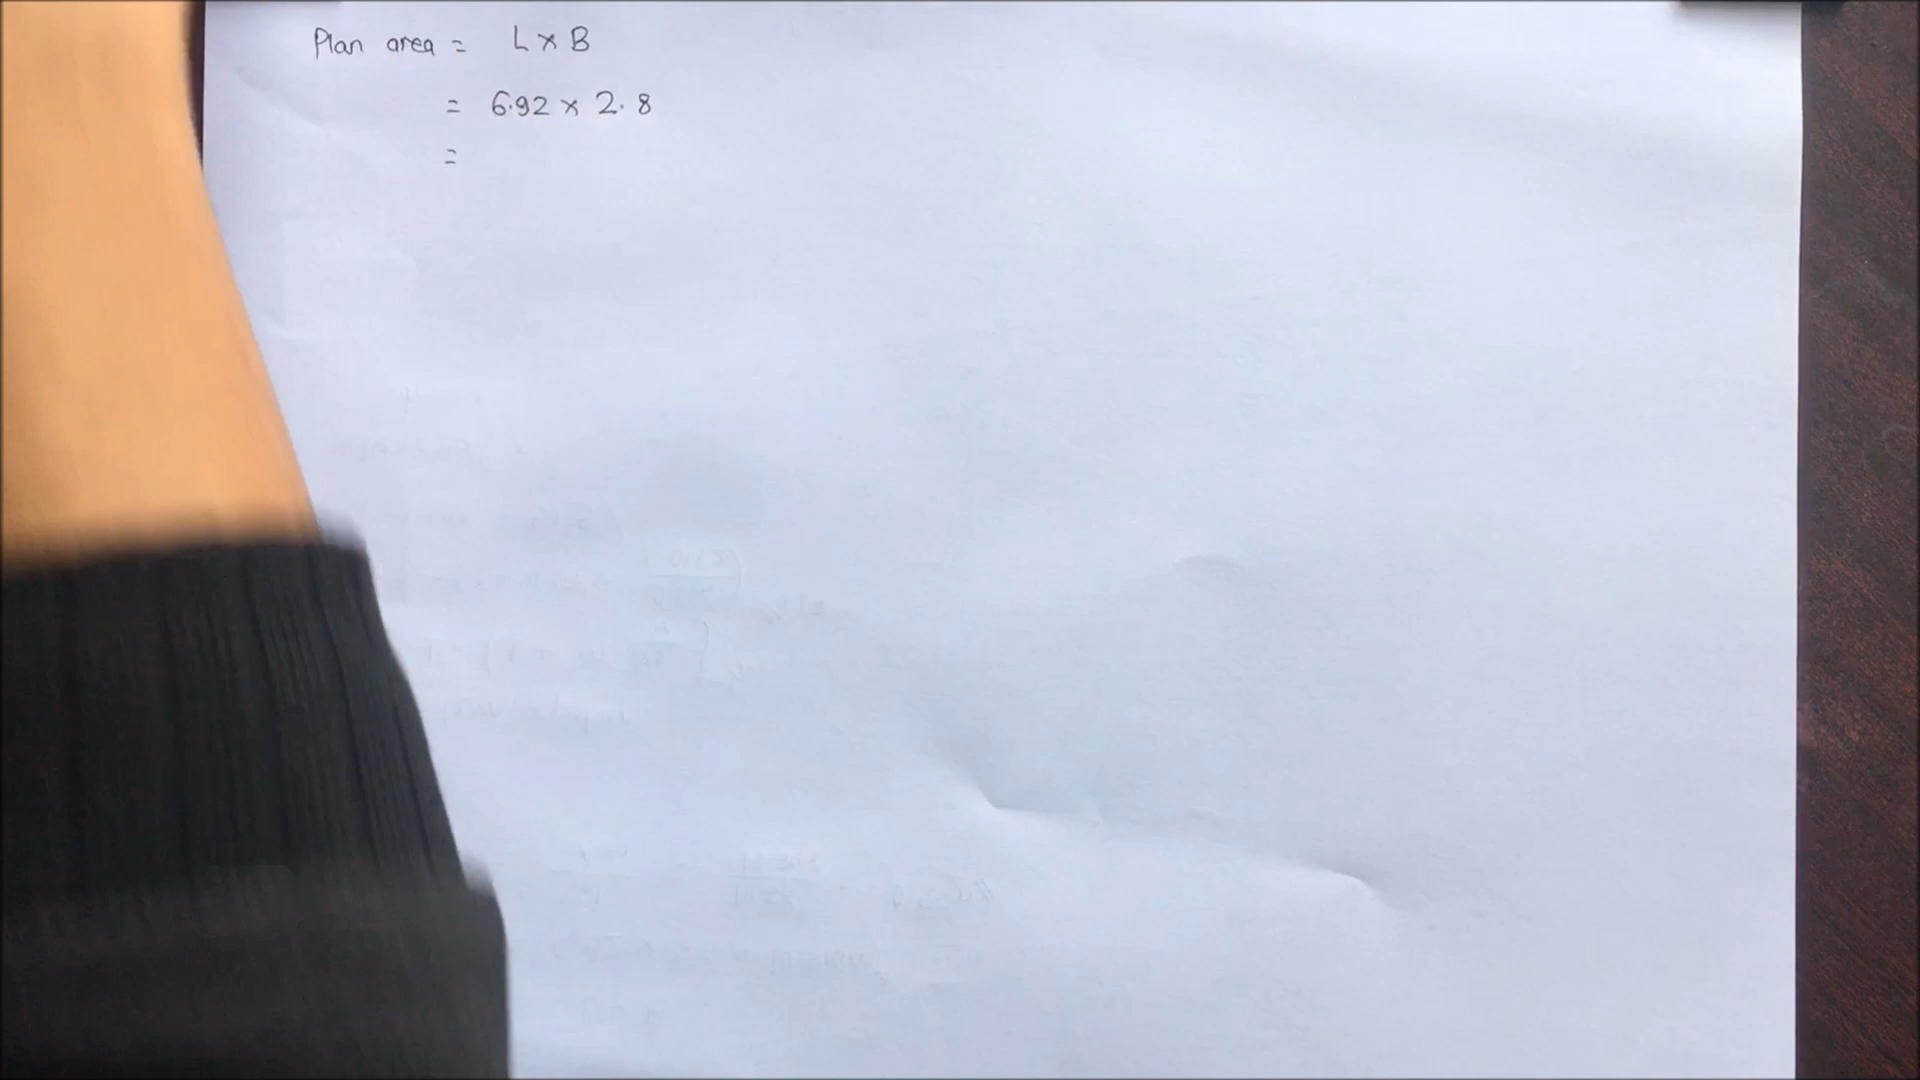 Plan area = L × B
= 6.92 × 2.8
=